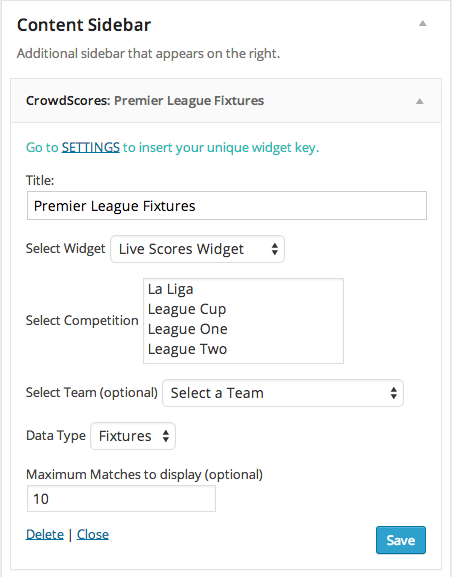 Content Sidebar
Additional sidebar that appears on the right.
CrowdScores: Premier League Fixtures
Go to SETTINGS to insert your unique widget key.
Title:
Premier League Fixtures
Select Widget Live Scores Widget
La Liga
League Cup
Select Competition League One
League Two
Select Team (optional) Select a Team
Data Type Fixtures
Maximum Matches to display (optional)
10
Delete | Close Save